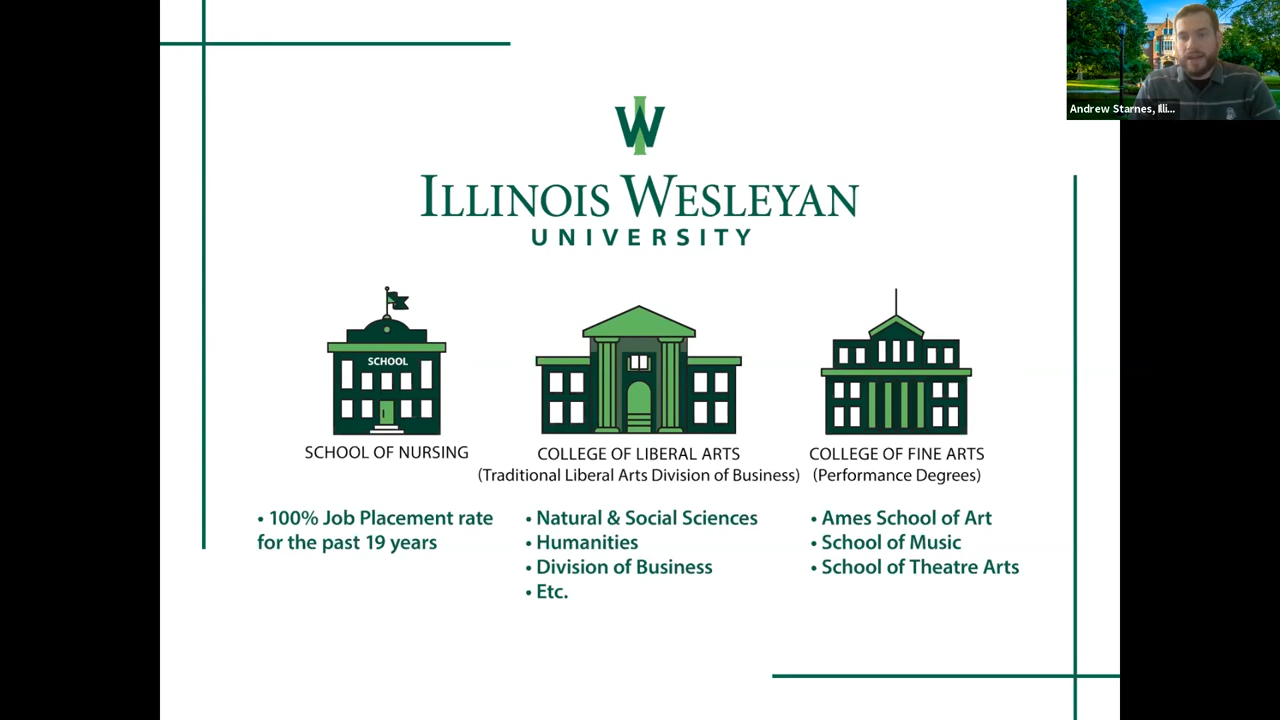 Andrew Starnes, Illi...
IW
ILLINOIS WESLEYAN
UNIVERSITY
SCHOOL
SCHOOL OF NURSING
• 100% Job Placement rate
for the past 19 years
COLLEGE OF LIBERAL ARTS
(Traditional Liberal Arts Division of Business)
• Natural & Social Sciences
• Humanities
• Division of Business
• Etc.
COLLEGE OF FINE ARTS
(Performance Degrees)
• Ames School of Art
• School of Music
• School of Theatre Arts